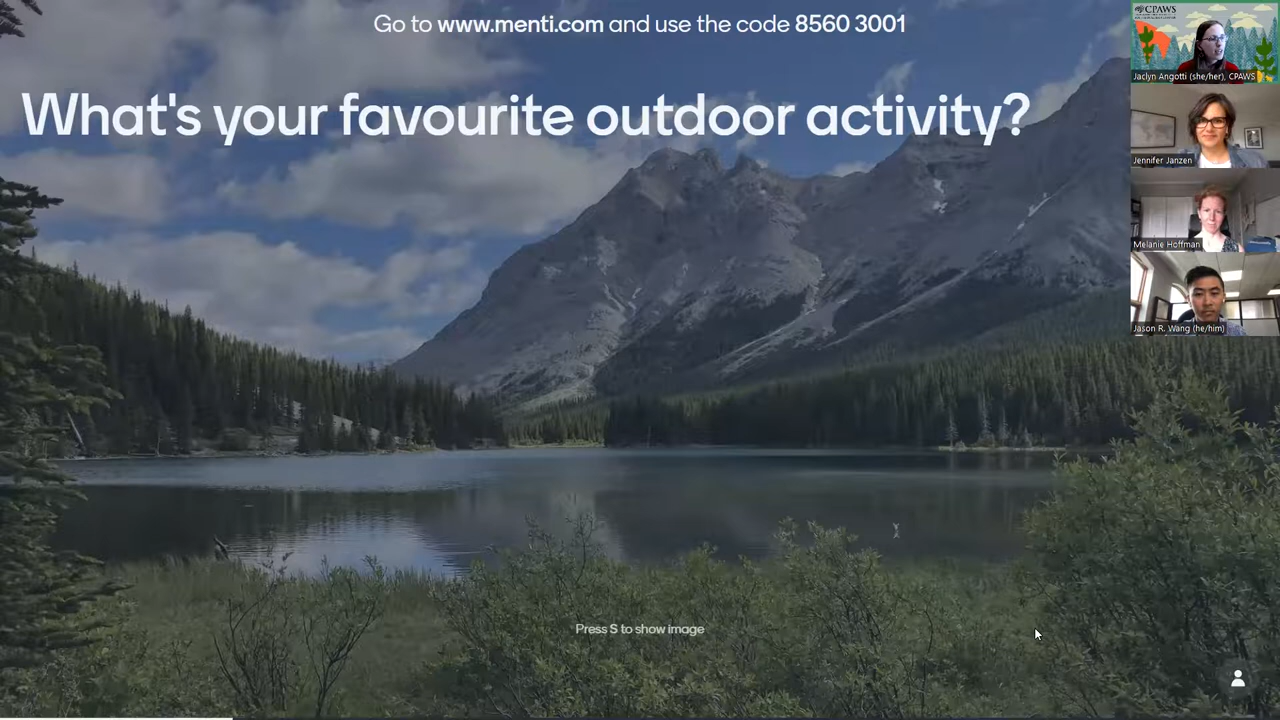 Go to www.menti.com and use the code 8560 3001
What's your favourite outdoor activity?
CPAWS
Jaclyn Angotti (she/her), CPAWS
Jennifer Janzen
Melanie Hoffman
Jason R. Wang (he/him)
Press S to show image